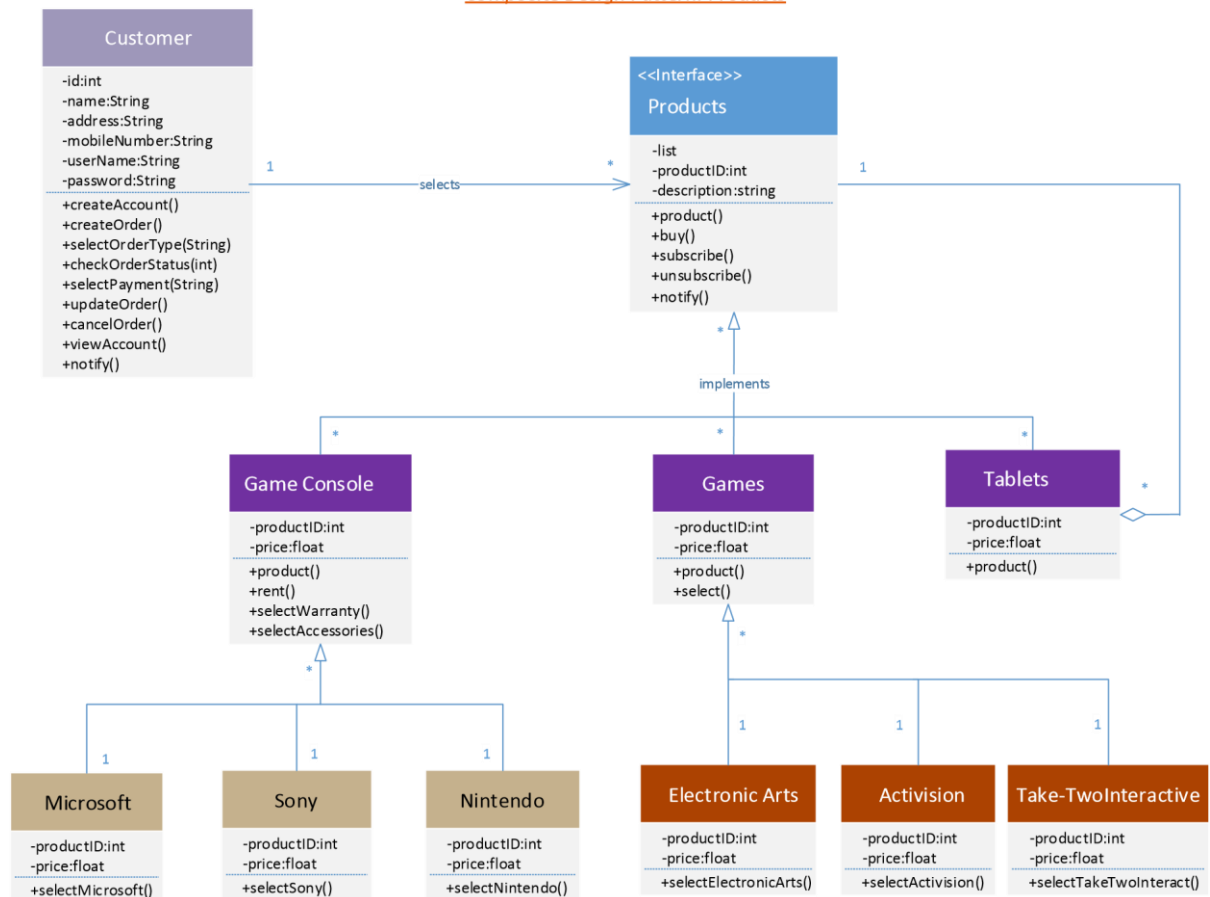 Customer
-id:int
-name:String
-address:String
-mobileNumber:String
-userName:String
-password:String
+createAccount()
+createOrder()
+selectOrderType(String)
+checkOrderStatus(int)
+selectPayment(String)
+updateOrder()
+cancelOrder()
+viewAccount()
+notify()
1
selects
*
<<Interface>>
Products
-list
-productID:int
-description:string
+product()
+buy()
+subscribe()
+unsubscribe()
+notify()
1
*
*
implements
*
*
*
Game Console
-productID:int
-price:float
+product()
+rent()
+selectWarranty()
+selectAccessories()
Games
-productID:int
-price:float
+product()
+select()
Tablets
-productID:int
-price:float
+product()
*
1
1
1
*
1
1
1
Microsoft
-productID:int
-price:float
+selectMicrosoft()
Sony
-productID:int
-price:float
+selectSony()
Nintendo
-productID:int
-price:float
+selectNintendo()
Electronic Arts
-productID:int
-price:float
+selectElectronicArts()
Activision
-productID:int
-price:float
+selectActivision()
Take-TwoInteractive
-productID:int
-price:float
+selectTakeTwoInteract()